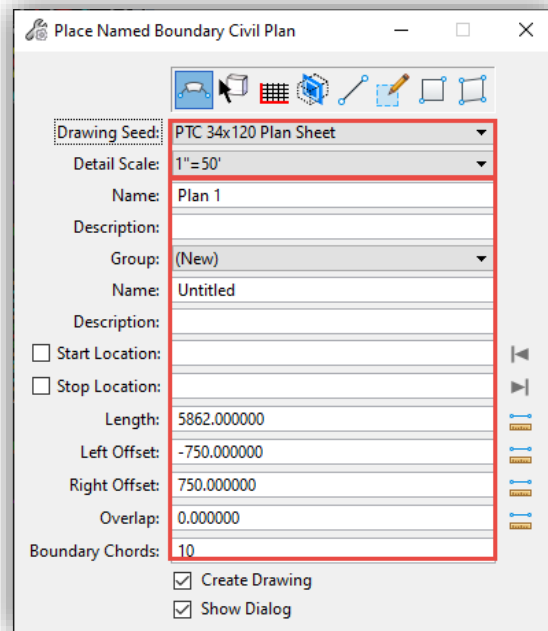 Place Named Boundary Civil Plan
Drawing Seed: PTC 34x120 Plan Sheet
Detail Scale: 1"=50'
Name: Plan 1
Description:
Group: (New)
Name: Untitled
Description:
Start Location:
Stop Location:
Length: 5862.000000
Left Offset: -750.000000
Right Offset: 750.000000
Overlap: 0.000000
Boundary Chords: 10
Create Drawing
Show Dialog